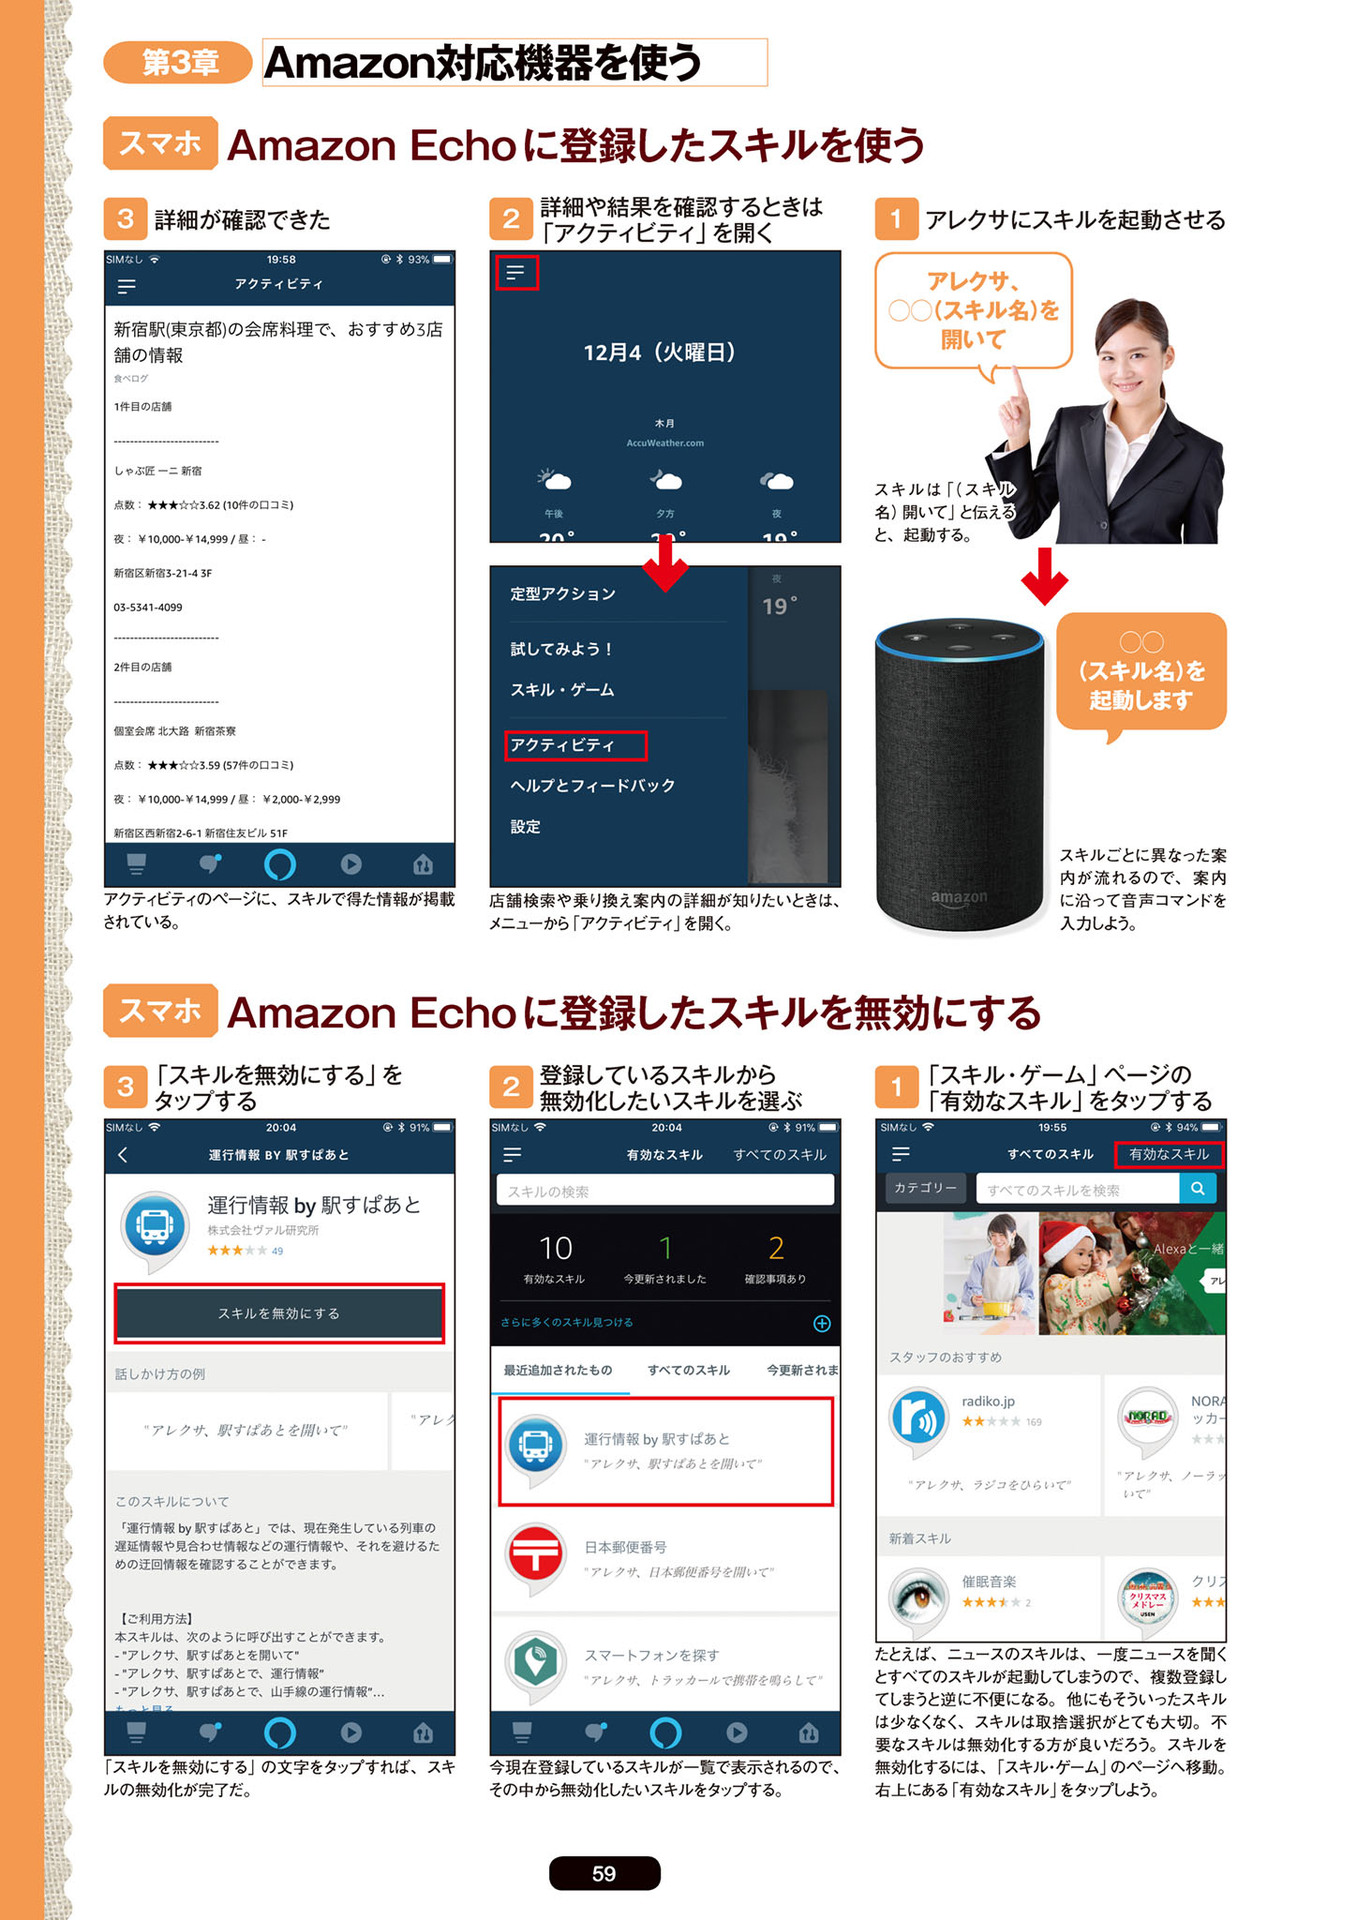 第3章 Amazon対応機器を使う
スマホ Amazon Echoに登録したスキルを使う
1 アレクサにスキルを起動させる
アレクサ、
○○(スキル名)を
開いて
スキルは「(スキル
名)開いて」と伝える
と、起動する。
○○
(スキル名)を
起動します
amazon
スキルごとに異なった案
内が流れるので、案内
に沿って音声コマンドを
入力しよう。
2 詳細や結果を確認するときは
「アクティビティ」を開く
12月4（火曜日）
木月
AccuWeather.com
午後 夕方 夜
20° 20° 19°
夜
19°
定型アクション
試してみよう！
スキル・ゲーム
アクティビティ
ヘルプとフィードバック
設定
店舗検索や乗り換え案内の詳細が知りたいときは、
メニューから「アクティビティ」を開く。
3 詳細が確認できた
SIMなし 19:58 93%
アクティビティ
新宿駅(東京都)の会席料理で、おすすめ3店
舗の情報
食べログ
1件目の店舗
--------------------------
しゃぶ匠 一ニ 新宿
点数： ★★★☆☆3.62 (10件の口コミ)
夜： ￥10,000-￥14,999 / 昼： -
新宿区新宿3-21-4 3F
03-5341-4099
--------------------------
2件目の店舗
--------------------------
個室会席 北大路 新宿茶寮
点数： ★★★☆☆3.59 (57件の口コミ)
夜： ￥10,000-￥14,999 / 昼： ￥2,000-￥2,999
新宿区西新宿2-6-1 新宿住友ビル 51F
アクティビティのページに、スキルで得た情報が掲載
されている。
スマホ Amazon Echoに登録したスキルを無効にする
1 「スキル・ゲーム」ページの
「有効なスキル」をタップする
SIMなし 19:55 94%
すべてのスキル 有効なスキル
カテゴリー すべてのスキルを検索
Alexaと一緒
アレ
スタッフのおすすめ
radiko.jp
★★★★★ 169
"アレクサ、ラジコをひらいて"
NORAD
NORA
ッカー
★★★
"アレクサ、ノーラッ
いて"
新着スキル
催眠音楽
★★★★★ 2
クリスマス
メドレー
USEN
クリス
★★★
たとえば、ニュースのスキルは、一度ニュースを聞く
とすべてのスキルが起動してしまうので、複数登録し
てしまうと逆に不便になる。他にもそういったスキル
は少なくなく、スキルは取捨選択がとても大切。不
要なスキルは無効化する方が良いだろう。スキルを
無効化するには、「スキル・ゲーム」のページへ移動。
右上にある「有効なスキル」をタップしよう。
2 登録しているスキルから
無効化したいスキルを選ぶ
SIMなし 20:04 91%
有効なスキル すべてのスキル
スキルの検索
10 1 2
有効なスキル 今更新されました 確認事項あり
さらに多くのスキル見つける
最近追加されたもの すべてのスキル 今更新されま
運行情報 by 駅すぱあと
"アレクサ、駅すぱあとを開いて"
日本郵便番号
"アレクサ、日本郵便番号を開いて"
スマートフォンを探す
"アレクサ、トラッカールで携帯を鳴らして"
今現在登録しているスキルが一覧で表示されるので、
その中から無効化したいスキルをタップする。
3 「スキルを無効にする」を
タップする
SIMなし 20:04 91%
運行情報 BY 駅すぱあと
運行情報 by 駅すぱあと
株式会社ヴァル研究所
★★★★★ 49
スキルを無効にする
話しかけ方の例
"アレクサ、駅すぱあとを開いて"
"アレク
このスキルについて
「運行情報 by 駅すぱあと」では、現在発生している列車の
遅延情報や見合わせ情報などの運行情報や、それを避けるた
めの迂回情報を確認することができます。
【ご利用方法】
本スキルは、次のように呼び出すことができます。
- "アレクサ、駅すぱあとを開いて"
- "アレクサ、駅すぱあとで、運行情報"
- "アレクサ、駅すぱあとで、山手線の運行情報"...
もっと見る
「スキルを無効にする」の文字をタップすれば、スキ
ルの無効化が完了だ。
59